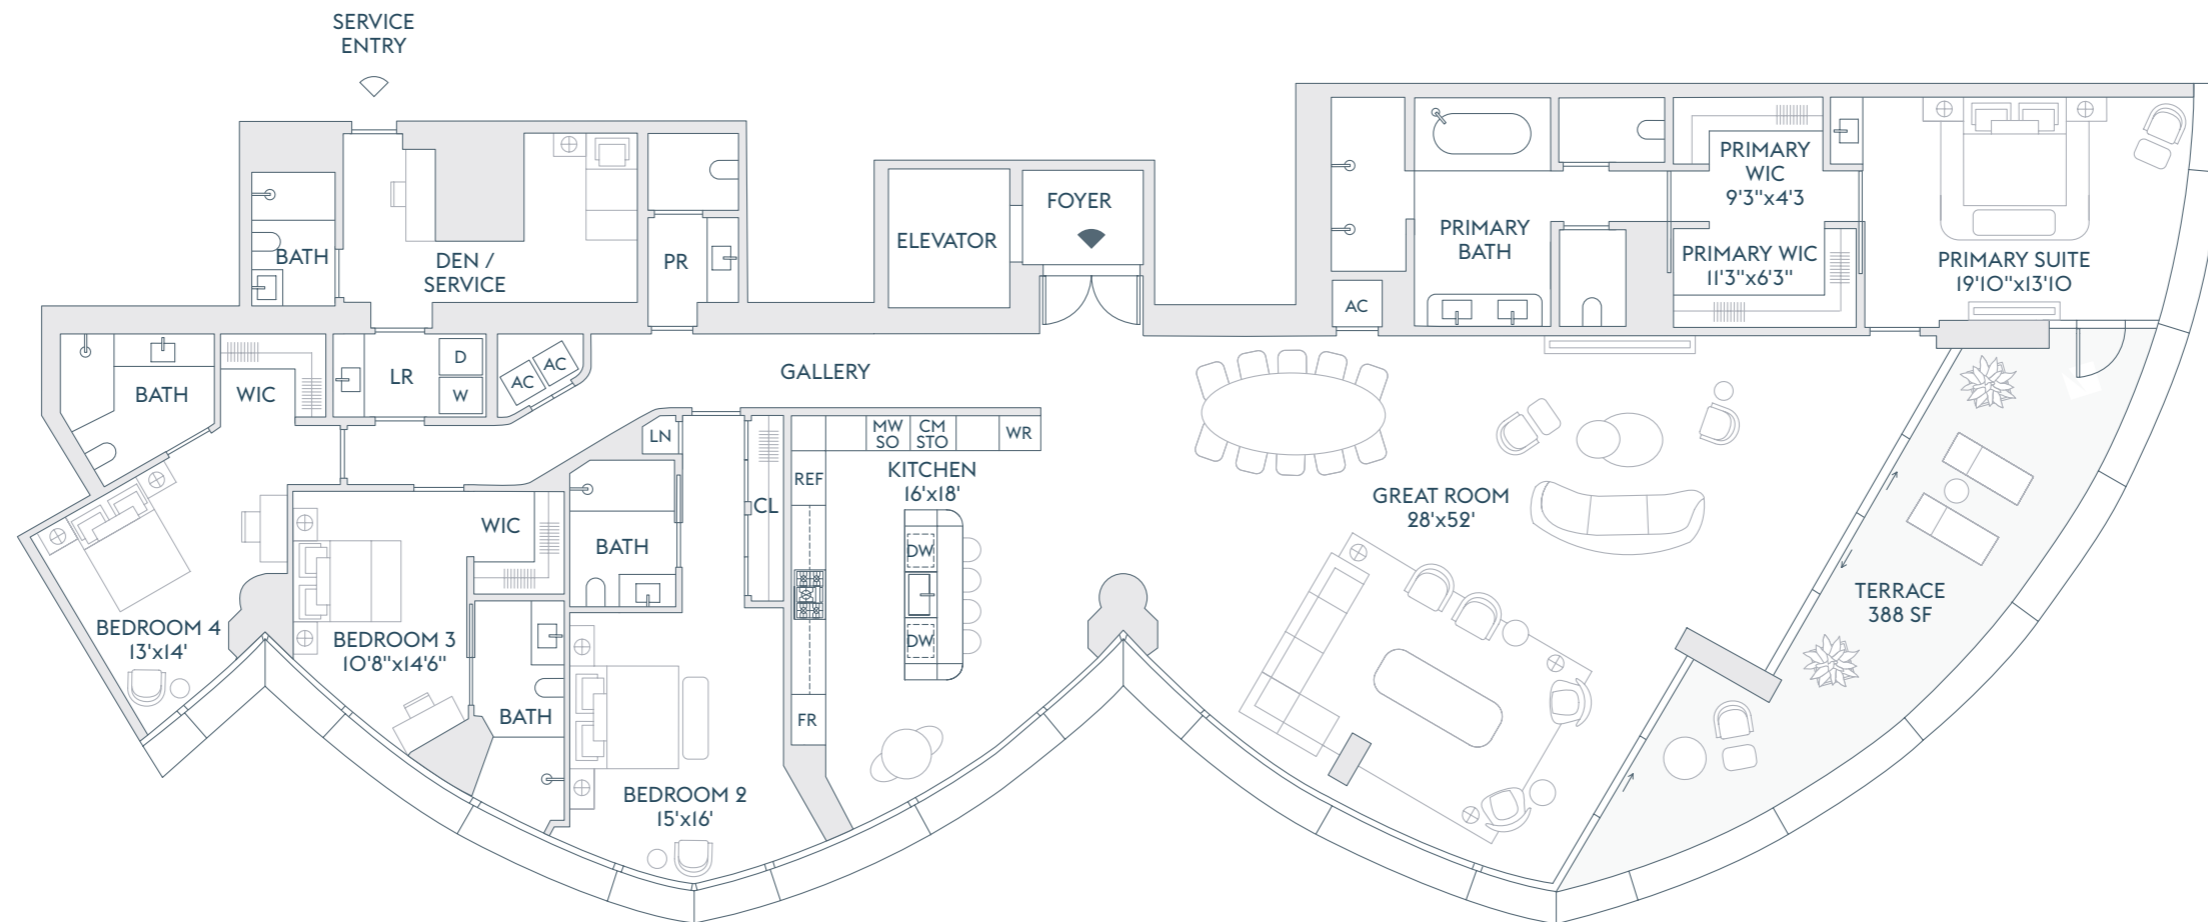 SERVICE
ENTRY
BATH
DEN /
SERVICE
PR
ELEVATOR
FOYER
PRIMARY
BATH
PRIMARY
WIC
9'3"x4'3
PRIMARY WIC
11'3"x6'3"
PRIMARY SUITE
19'10"x13'10
AC
BATH
WIC
LR
D
W
AC
AC
GALLERY
LN
CL
MW
SO
CM
STO
WR
REF
KITCHEN
16'x18'
DW
DW
FR
GREAT ROOM
28'x52'
WIC
BATH
BEDROOM 4
13'x14'
BEDROOM 3
10'8"x14'6"
BATH
BEDROOM 2
15'x16'
TERRACE
388 SF